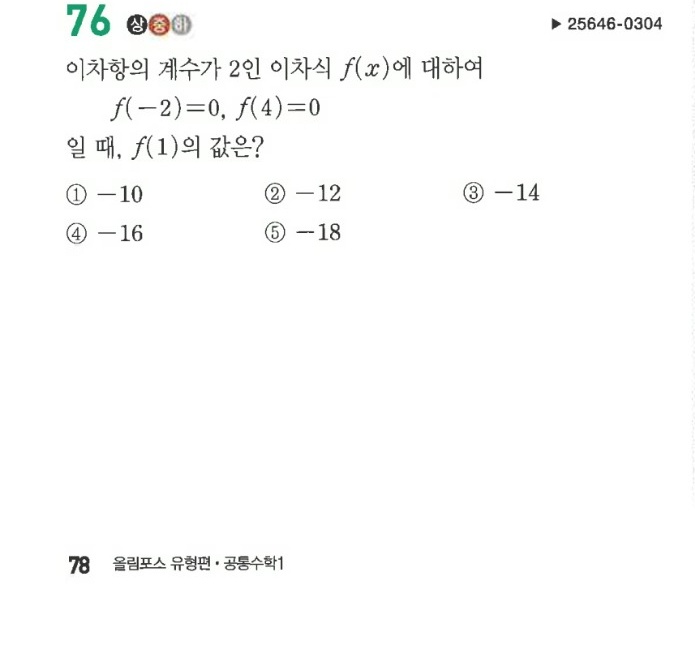 76 상 중 하 ▶ 25646-0304
이차항의 계수가 2인 이차식 f(x)에 대하여
f(-2)=0, f(4)=0
일 때, f(1)의 값은?
① -10 ② -12 ③ -14
④ -16 ⑤ -18
78 올림포스 유형편 • 공통수학1